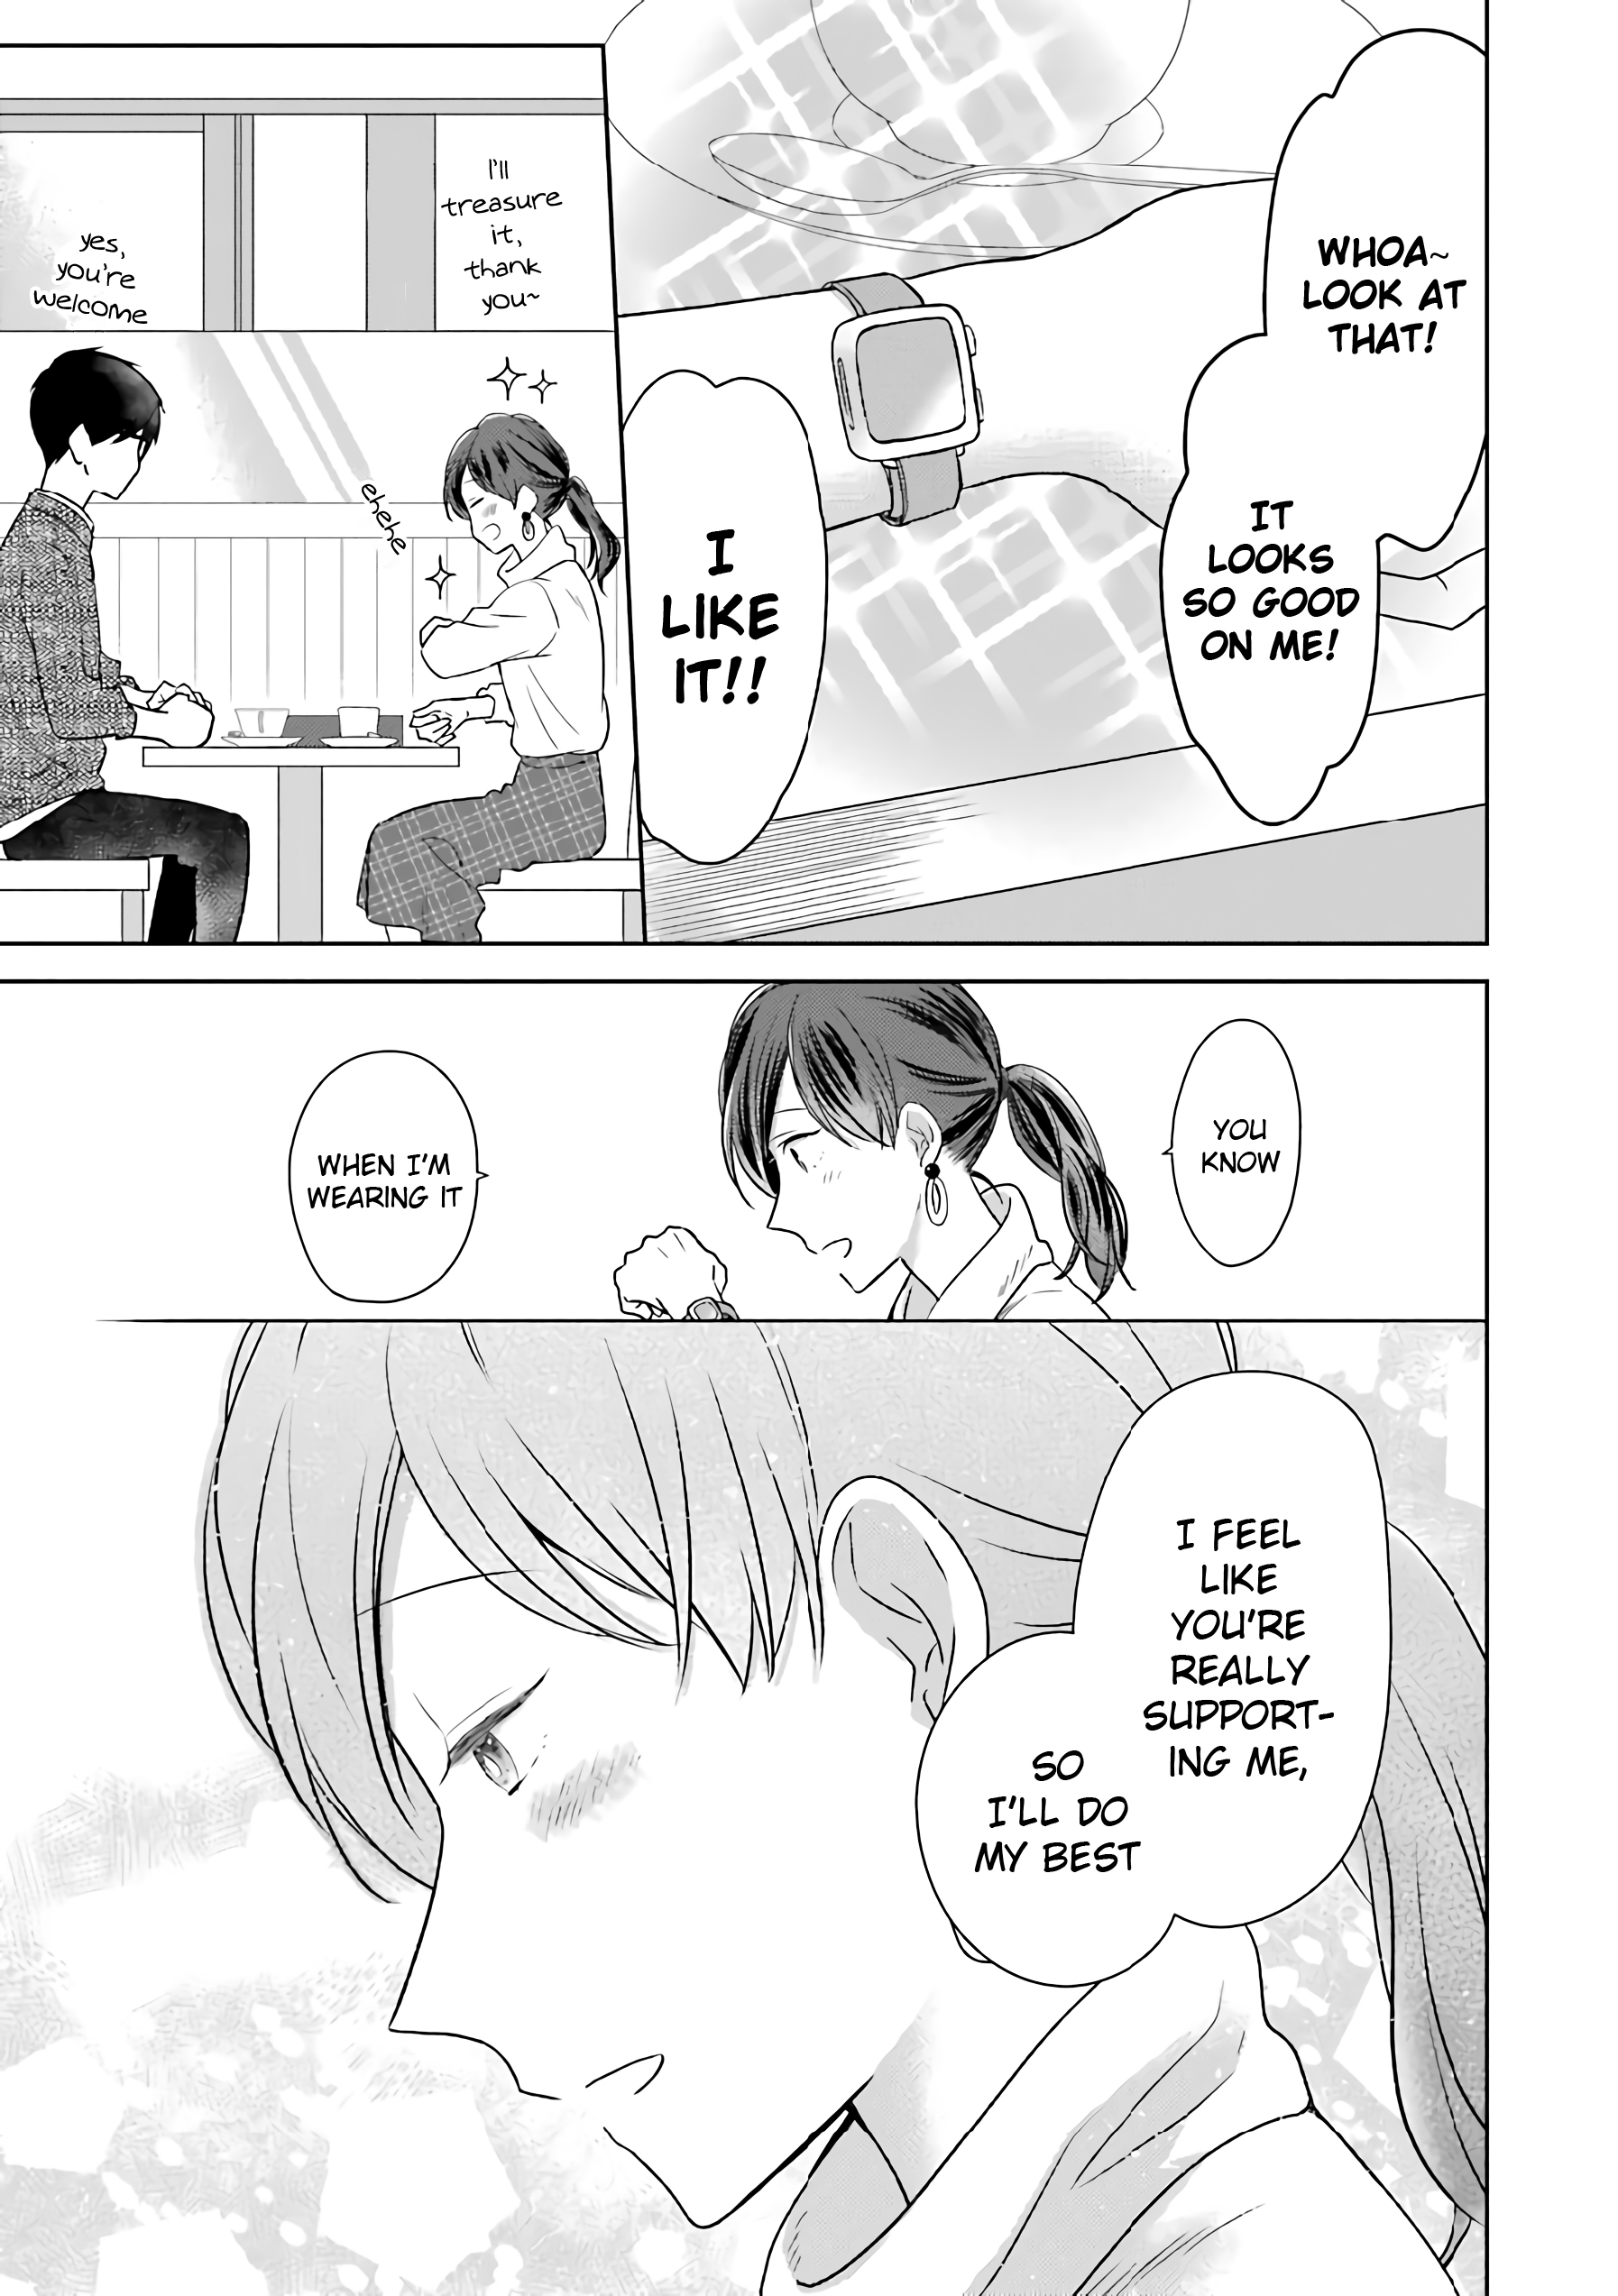 WHOA~
LOOK AT
THAT!
IT
LOOKS
SO GOOD
ON ME!
I
LIKE
IT!!
I'll
treasure
it,
thank
you~
ehehe
yes,
you're
welcome
YOU
KNOW
WHEN I'M
WEARING IT
I FEEL
LIKE
YOU'RE
REALLY
SUPPORT-
ING ME,
SO
I'LL DO
MY BEST